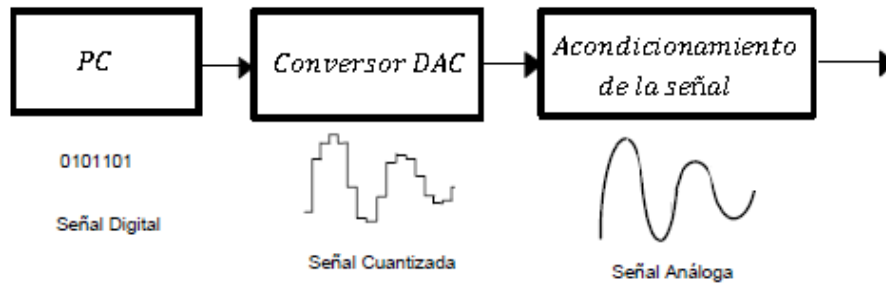 PC
Conversor DAC
Acondicionamiento
de la señal
0101101
Señal Digital
Señal Cuantizada
Señal Análoga